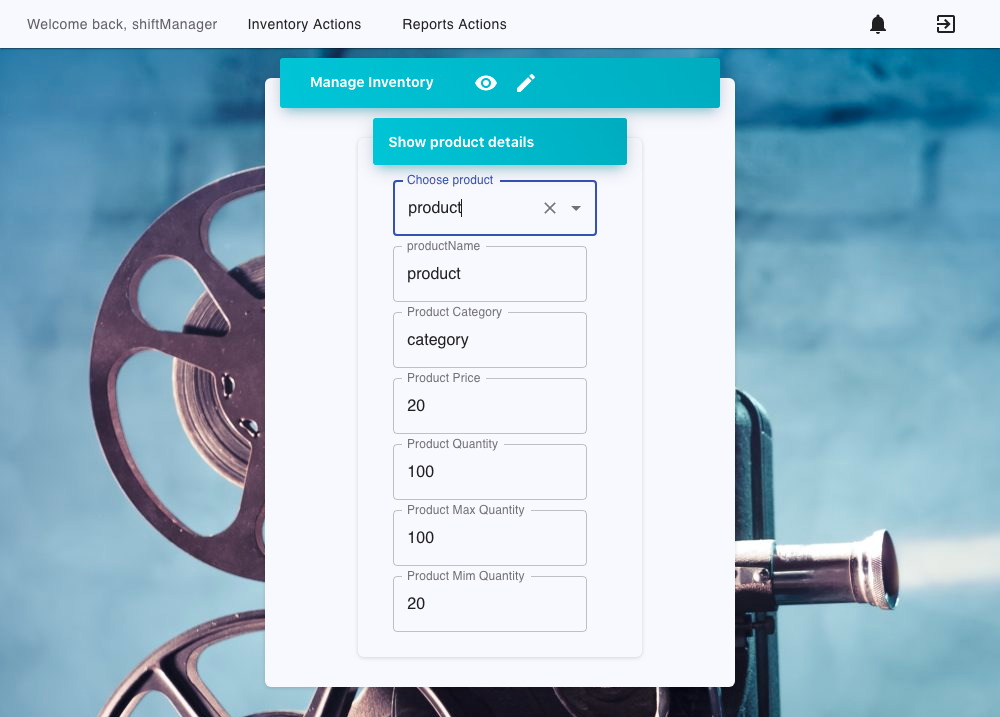 Welcome back, shiftManager
Inventory Actions
Reports Actions
Manage Inventory
Show product details
Choose product
product
productName
product
Product Category
category
Product Price
20
Product Quantity
100
Product Max Quantity
100
Product Mim Quantity
20